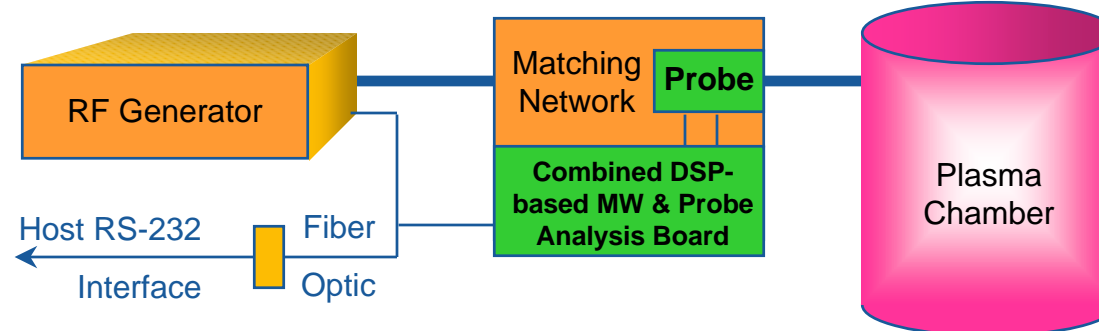 RF Generator
Matching
Network
Probe
Combined DSP-
based MW & Probe
Analysis Board
Plasma
Chamber
Host RS-232
Interface
Fiber
Optic